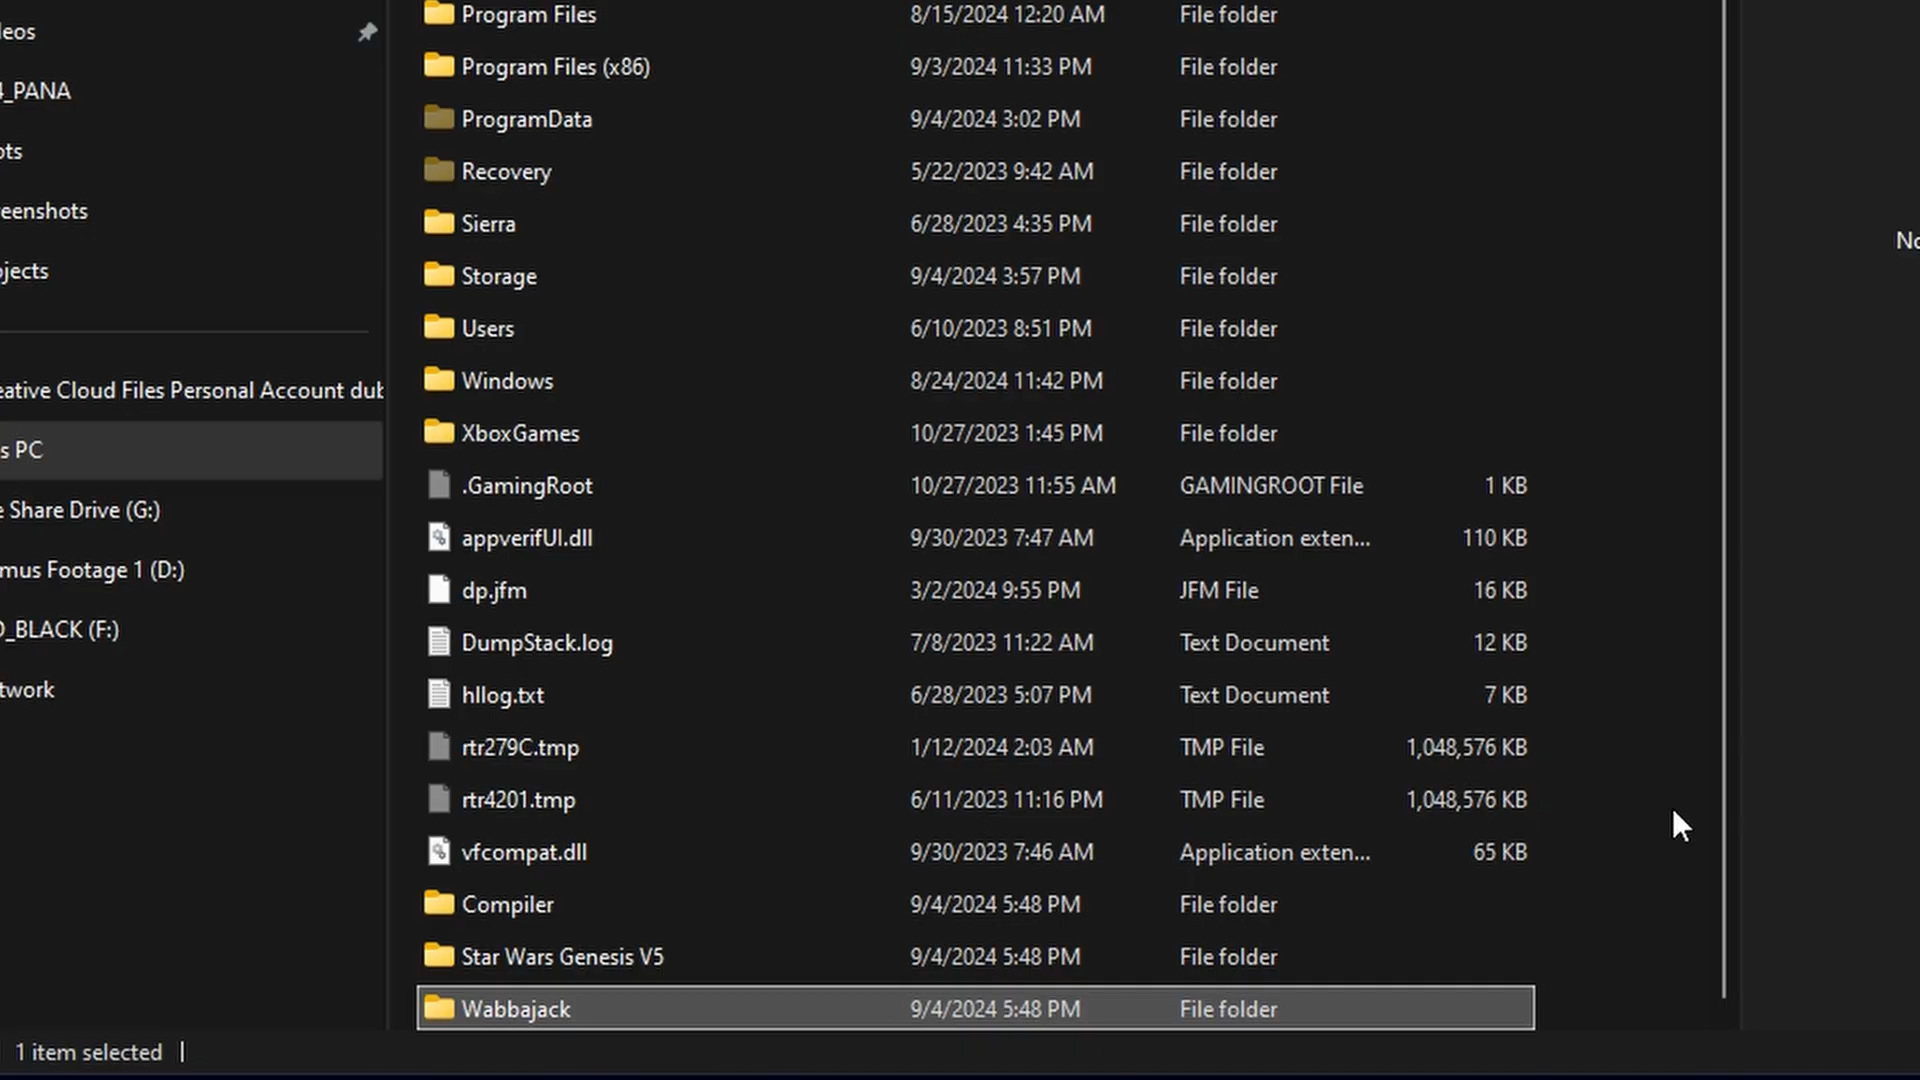 eos
4_PANA
ots
eenshots
jects
eative Cloud Files Personal Account dub
s PC
e Share Drive (G:)
mus Footage 1 (D:)
D_BLACK (F:)
twork
Program Files 8/15/2024 12:20 AM File folder
Program Files (x86) 9/3/2024 11:33 PM File folder
ProgramData 9/4/2024 3:02 PM File folder
Recovery 5/22/2023 9:42 AM File folder
Sierra 6/28/2023 4:35 PM File folder
Storage 9/4/2024 3:57 PM File folder
Users 6/10/2023 8:51 PM File folder
Windows 8/24/2024 11:42 PM File folder
XboxGames 10/27/2023 1:45 PM File folder
.GamingRoot 10/27/2023 11:55 AM GAMINGROOT File 1 KB
appverifUI.dll 9/30/2023 7:47 AM Application exten... 110 KB
dp.jfm 3/2/2024 9:55 PM JFM File 16 KB
DumpStack.log 7/8/2023 11:22 AM Text Document 12 KB
hllog.txt 6/28/2023 5:07 PM Text Document 7 KB
rtr279C.tmp 1/12/2024 2:03 AM TMP File 1,048,576 KB
rtr4201.tmp 6/11/2023 11:16 PM TMP File 1,048,576 KB
vfcompat.dll 9/30/2023 7:46 AM Application exten... 65 KB
Compiler 9/4/2024 5:48 PM File folder
Star Wars Genesis V5 9/4/2024 5:48 PM File folder
Wabbajack 9/4/2024 5:48 PM File folder
No
1 item selected